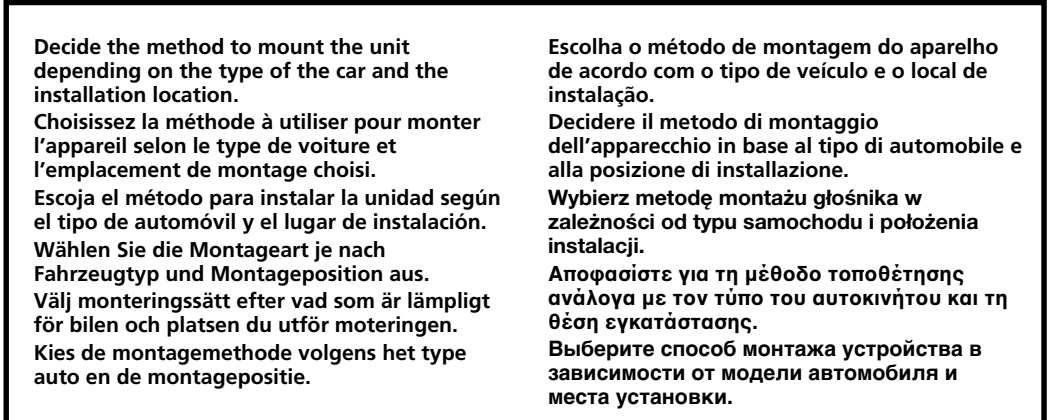 Decide the method to mount the unit
depending on the type of the car and the
installation location.
Choisissez la méthode à utiliser pour monter
l’appareil selon le type de voiture et
l’emplacement de montage choisi.
Escoja el método para instalar la unidad según
el tipo de automóvil y el lugar de instalación.
Wählen Sie die Montageart je nach
Fahrzeugtyp und Montageposition aus.
Välj monteringssätt efter vad som är lämpligt
för bilen och platsen du utför moteringen.
Kies de montagemethode volgens het type
auto en de montagepositie.
Escolha o método de montagem do aparelho
de acordo com o tipo de veículo e o local de
instalação.
Decidere il metodo di montaggio
dell’apparecchio in base al tipo di automobile e
alla posizione di installazione.
Wybierz metodę montażu głośnika w
zależności od typu samochodu i położenia
instalacji.
Αποφασίστε για τη μέθοδο τοποθέτησης
ανάλογα με τον τύπο του αυτοκινήτου και τη
θέση εγκατάστασης.
Выберите способ монтажа устройства в
зависимости от модели автомобиля и
места установки.